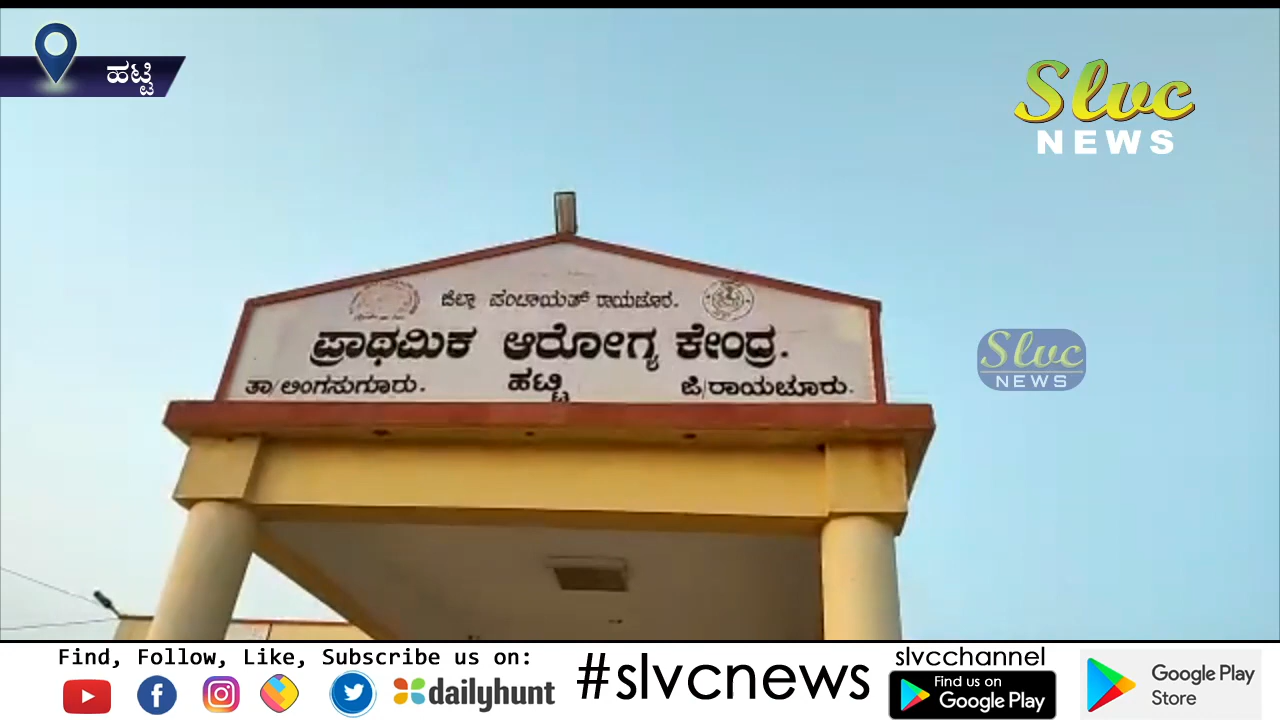 ಹಟ್ಟಿ
Slvc
NEWS
ಜಿಲ್ಲಾ ಪಂಚಾಯತ್ ರಾಯಚೂರ.
ಪ್ರಾಥಮಿಕ ಆರೋಗ್ಯ ಕೇಂದ್ರ.
ತಾ/ಲಿಂಗಸುಗೂರು. ಹಟ್ಟಿ ಜಿ/ರಾಯಚೂರು.
Slvc
NEWS
Find, Follow, Like, Subscribe us on:
dailyhunt
#slvcnews
slvcchannel
Find us on
Google Play
Google Play
Store